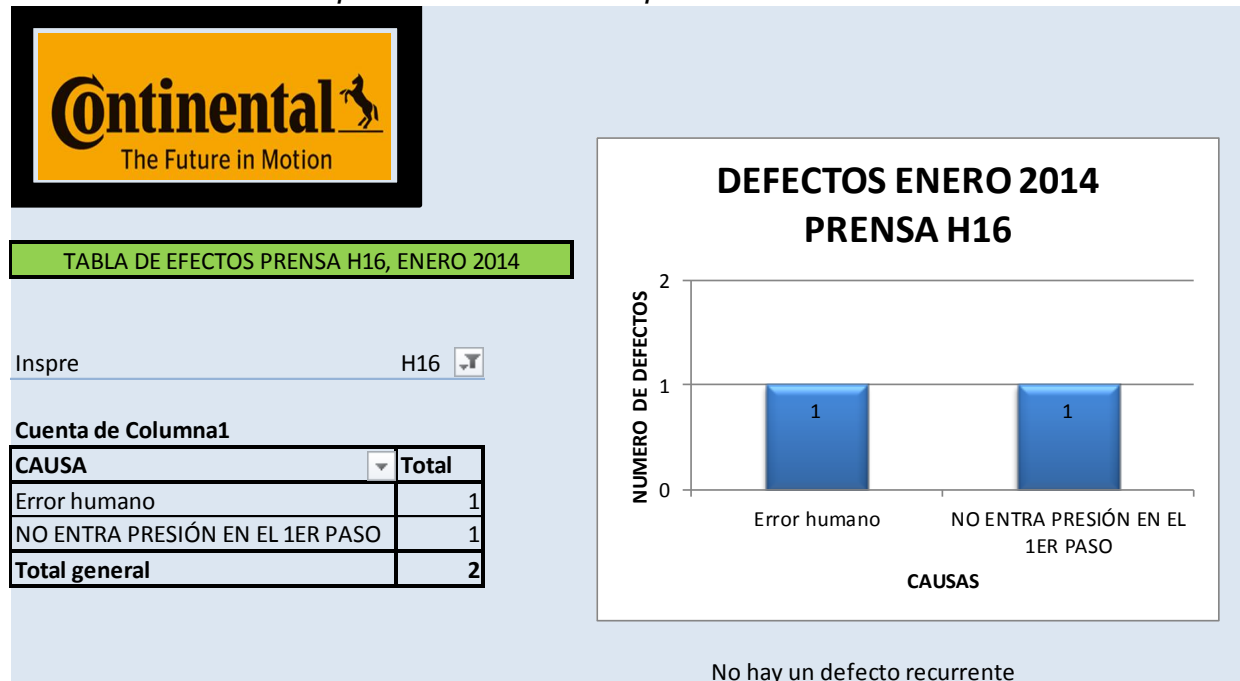 Continental
The Future in Motion
TABLA DE EFECTOS PRENSA H16, ENERO 2014
Inspre H16
Cuenta de Columna1
CAUSA Total
Error humano 1
NO ENTRA PRESIÓN EN EL 1ER PASO 1
Total general 2
DEFECTOS ENERO 2014
PRENSA H16
NUMERO DE DEFECTOS
2
1
0
1 1
Error humano
NO ENTRA PRESIÓN EN EL
1ER PASO
CAUSAS
No hay un defecto recurrente